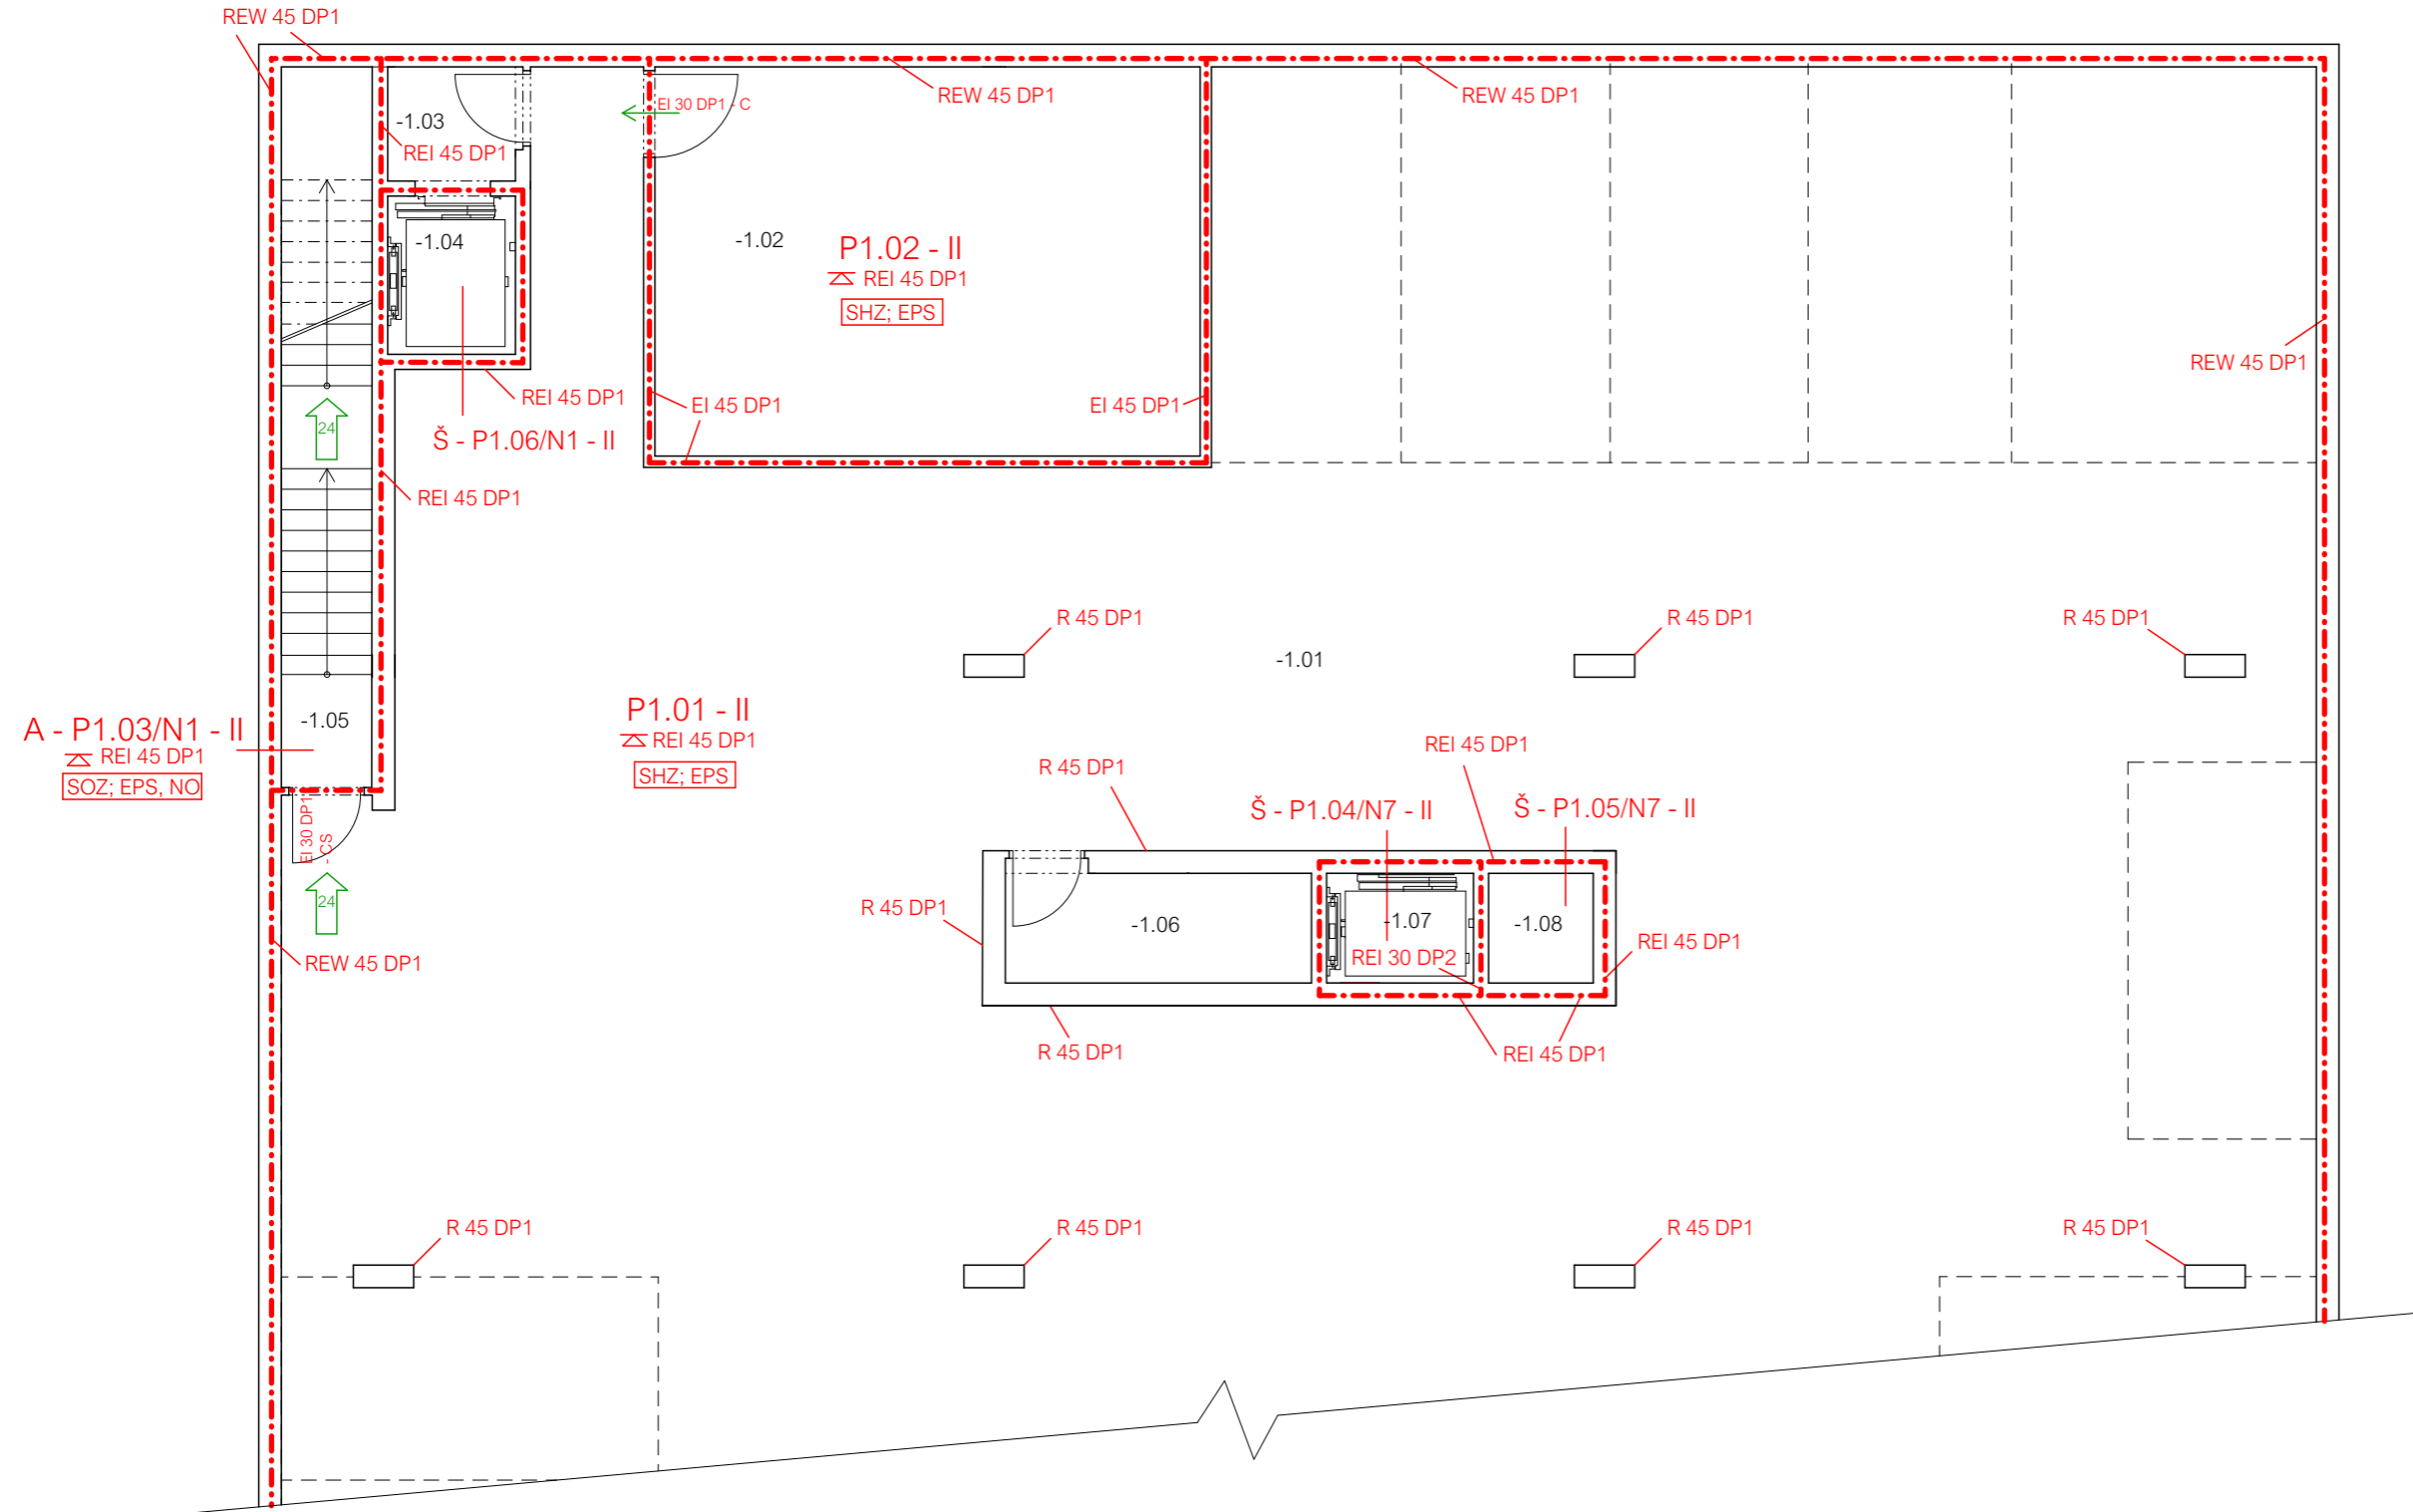 REW 45 DP1
REW 45 DP1
REW 45 DP1
EI 30 DP1 - C
-1.03
REI 45 DP1
-1.04
-1.02
P1.02 - II
REI 45 DP1
SHZ; EPS
REW 45 DP1
REI 45 DP1
EI 45 DP1
EI 45 DP1
24
Š - P1.06/N1 - II
REI 45 DP1
R 45 DP1
R 45 DP1
R 45 DP1
-1.01
A - P1.03/N1 - II
REI 45 DP1
SOZ; EPS, NO
-1.05
P1.01 - II
REI 45 DP1
SHZ; EPS
REI 45 DP1
R 45 DP1
Š - P1.04/N7 - II
Š - P1.05/N7 - II
EI 30 DP1
- CS
24
R 45 DP1
-1.06
-1.07
-1.08
REI 30 DP2
REI 45 DP1
REW 45 DP1
R 45 DP1
REI 45 DP1
R 45 DP1
R 45 DP1
R 45 DP1
R 45 DP1